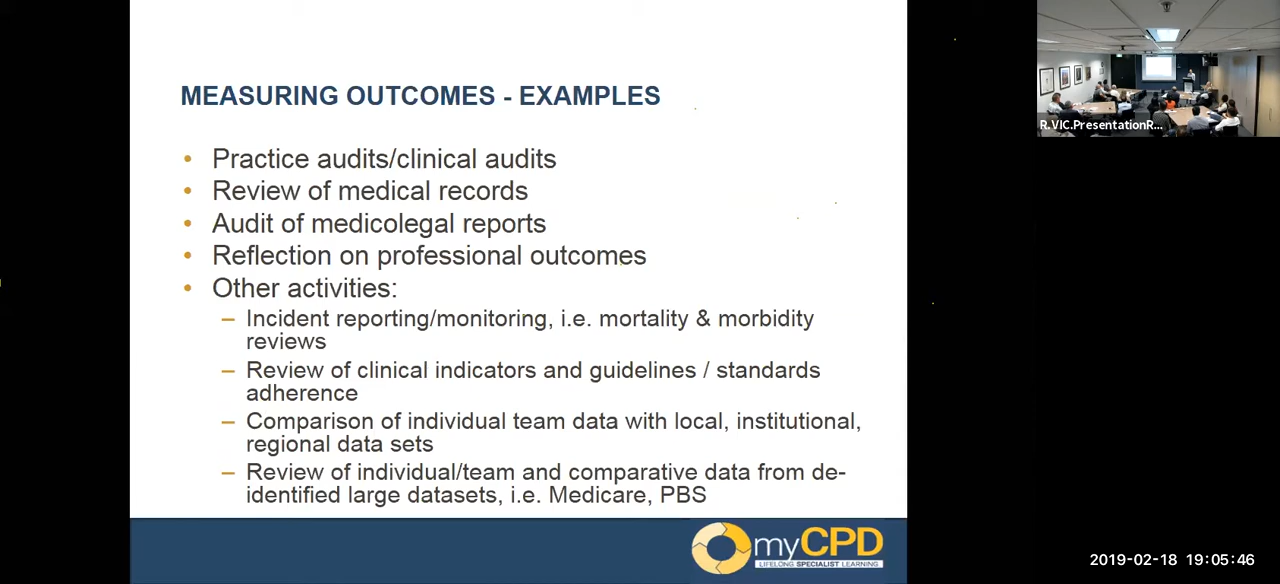 MEASURING OUTCOMES - EXAMPLES
• Practice audits/clinical audits
• Review of medical records
• Audit of medicolegal reports
• Reflection on professional outcomes
• Other activities:
– Incident reporting/monitoring, i.e. mortality & morbidity
reviews
– Review of clinical indicators and guidelines / standards
adherence
– Comparison of individual team data with local, institutional,
regional data sets
– Review of individual/team and comparative data from de-
identified large datasets, i.e. Medicare, PBS
myCPD
LIFELONG SPECIALIST LEARNING
R.VIC.PresentationR...
2019-02-18 19:05:46